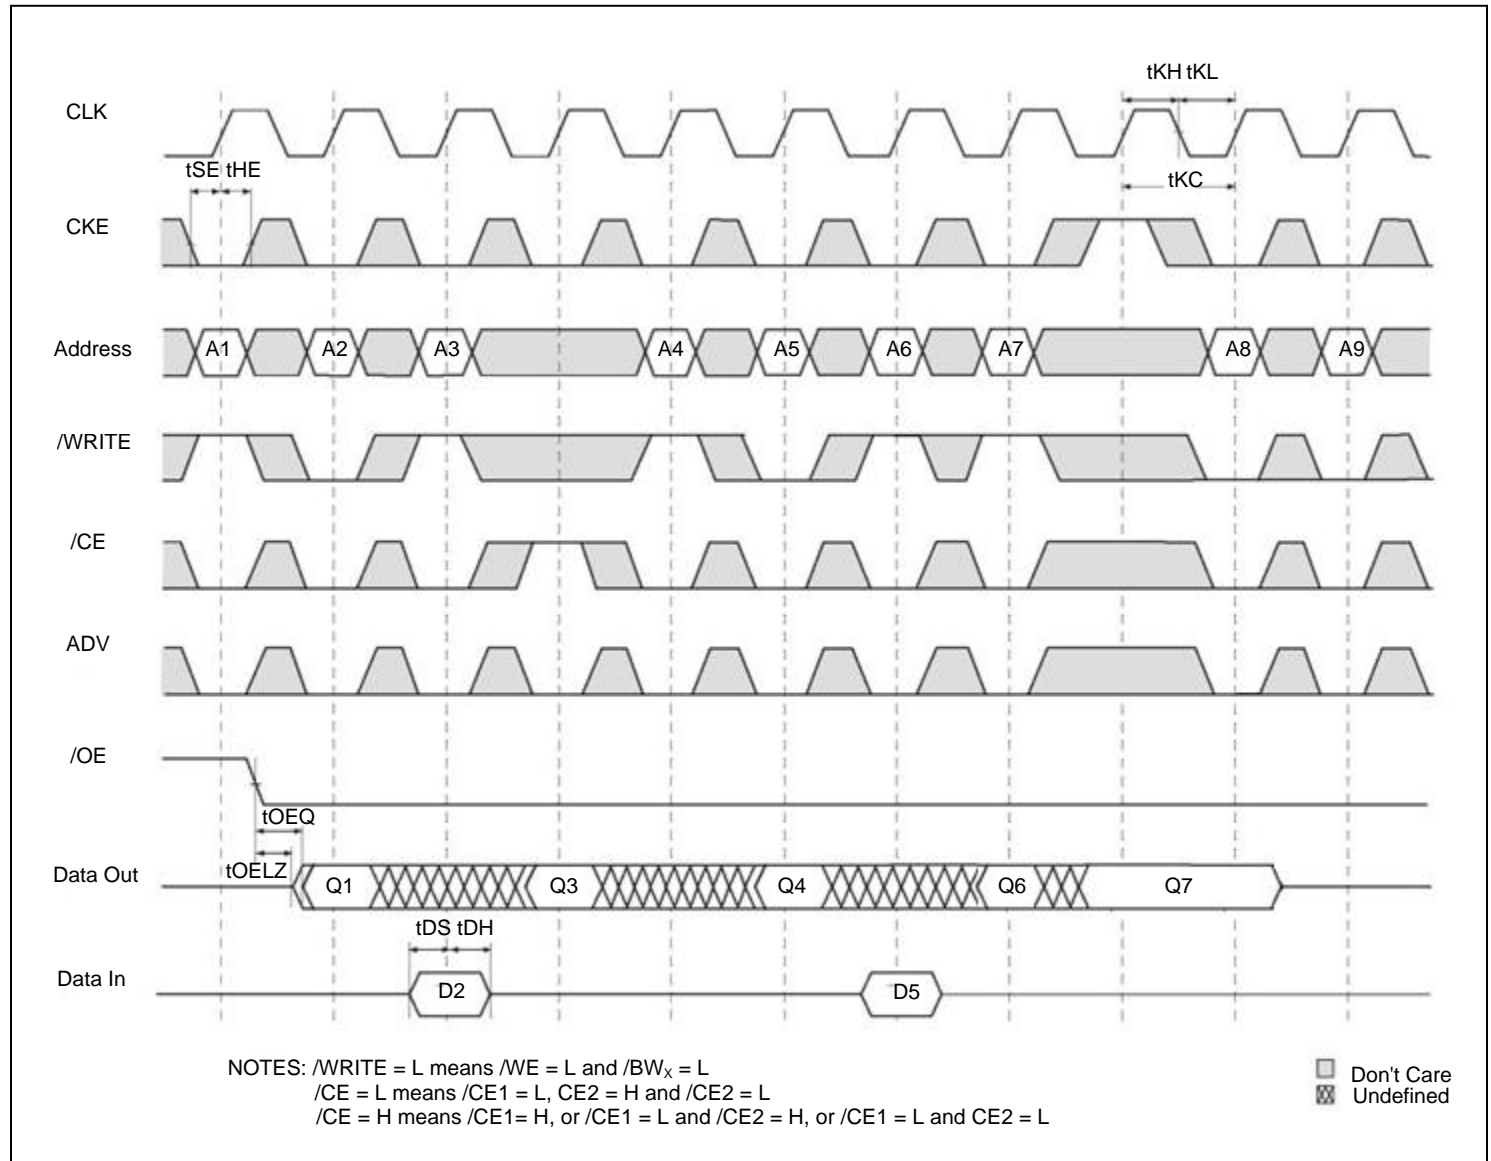 tKH tKL
CLK
tSE tHE
tKC
CKE
Address A1 A2 A3 A4 A5 A6 A7 A8 A9
/WRITE
/CE
ADV
/OE
tOEQ
tOELZ
Data Out Q1 Q3 Q4 Q6 Q7
tDS tDH
Data In D2 D5
NOTES: /WRITE = L means /WE = L and /BWX = L
/CE = L means /CE1 = L, CE2 = H and /CE2 = L
/CE = H means /CE1= H, or /CE1 = L and /CE2 = H, or /CE1 = L and CE2 = L
Don't Care
Undefined